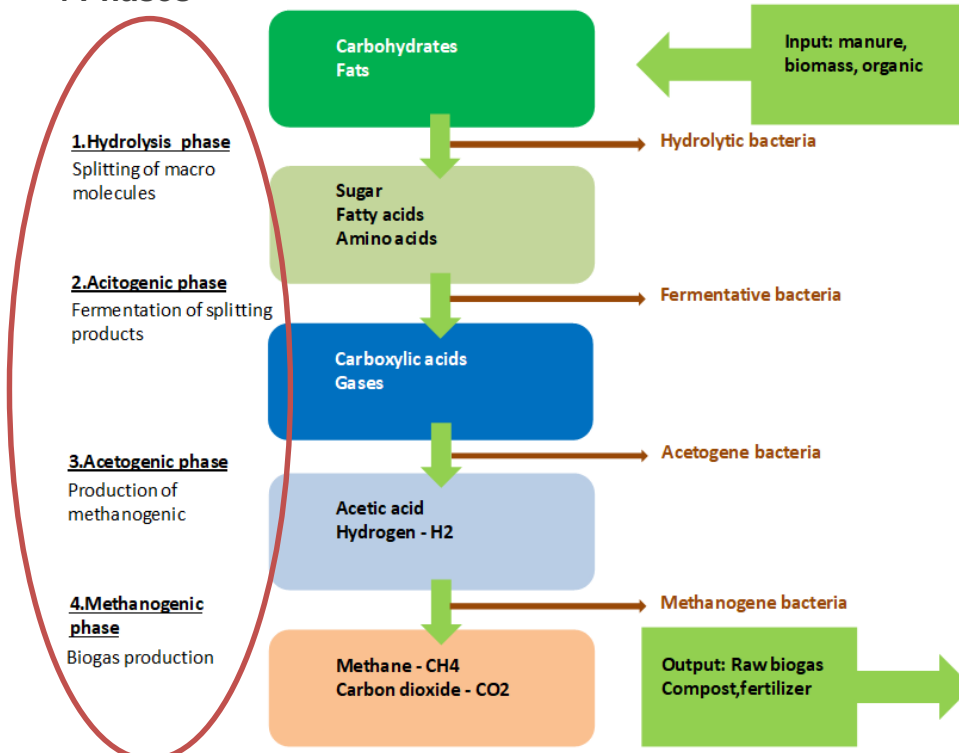 Carbohydrates
Fats
Input: manure,
biomass, organic
1.Hydrolysis phase
Splitting of macro
molecules
Hydrolytic bacteria
Sugar
Fatty acids
Amino acids
2.Acitogenic phase
Fermentation of splitting
products
Fermentative bacteria
Carboxylic acids
Gases
3.Acetogenic phase
Production of
methanogenic
Acetogene bacteria
Acetic acid
Hydrogen - H2
4.Methanogenic
phase
Biogas production
Methanogene bacteria
Methane - CH4
Carbon dioxide - CO2
Output: Raw biogas
Compost,fertilizer